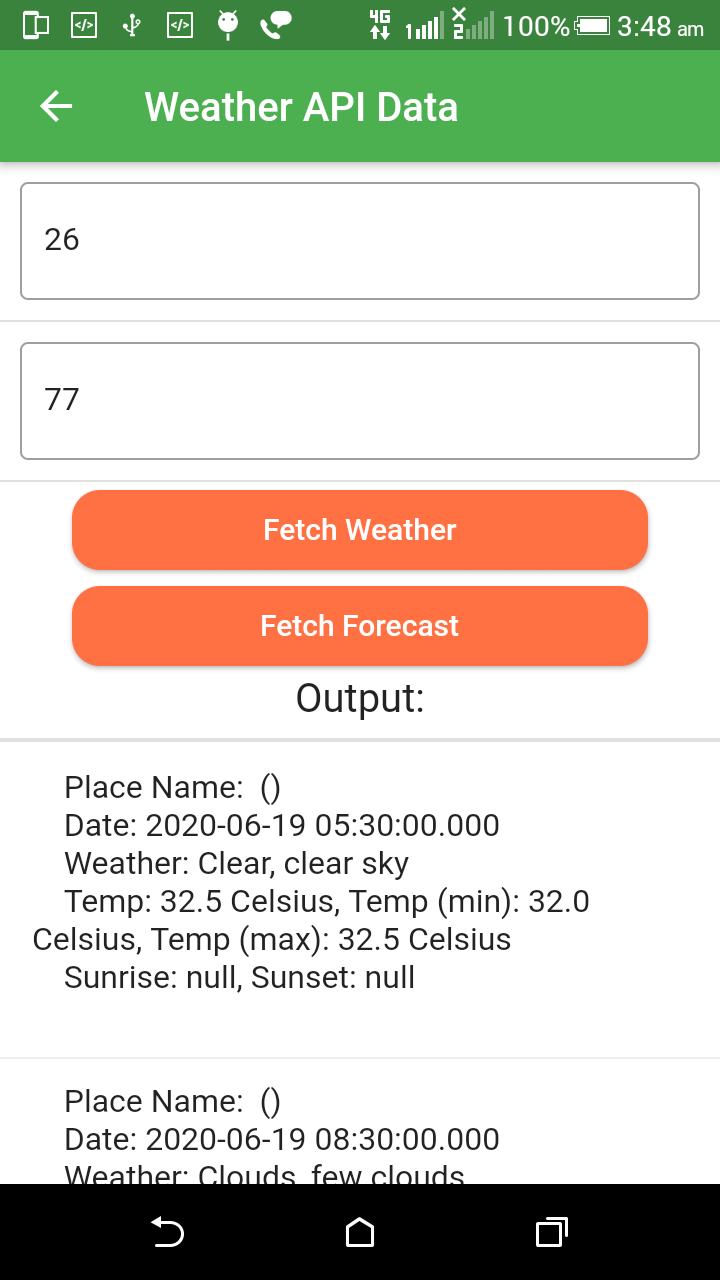 4G 1 2 100% 3:48 am
Weather API Data
26
77
Fetch Weather
Fetch Forecast
Output:
Place Name:  ()
Date: 2020-06-19 05:30:00.000
Weather: Clear, clear sky
Temp: 32.5 Celsius, Temp (min): 32.0
Celsius, Temp (max): 32.5 Celsius
Sunrise: null, Sunset: null
Place Name:  ()
Date: 2020-06-19 08:30:00.000
Weather: Clouds, few clouds